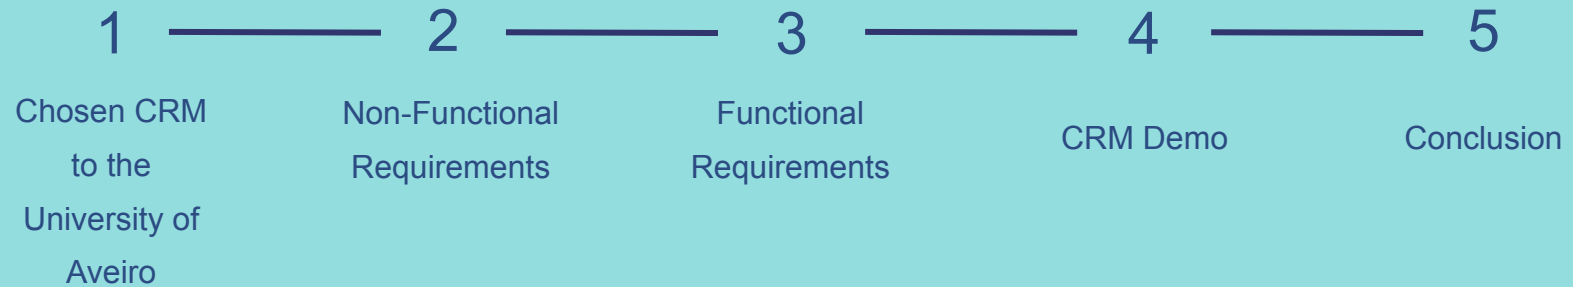 1 2 3 4 5
Chosen CRM
to the
University of
Aveiro
Non-Functional
Requirements
Functional
Requirements
CRM Demo
Conclusion